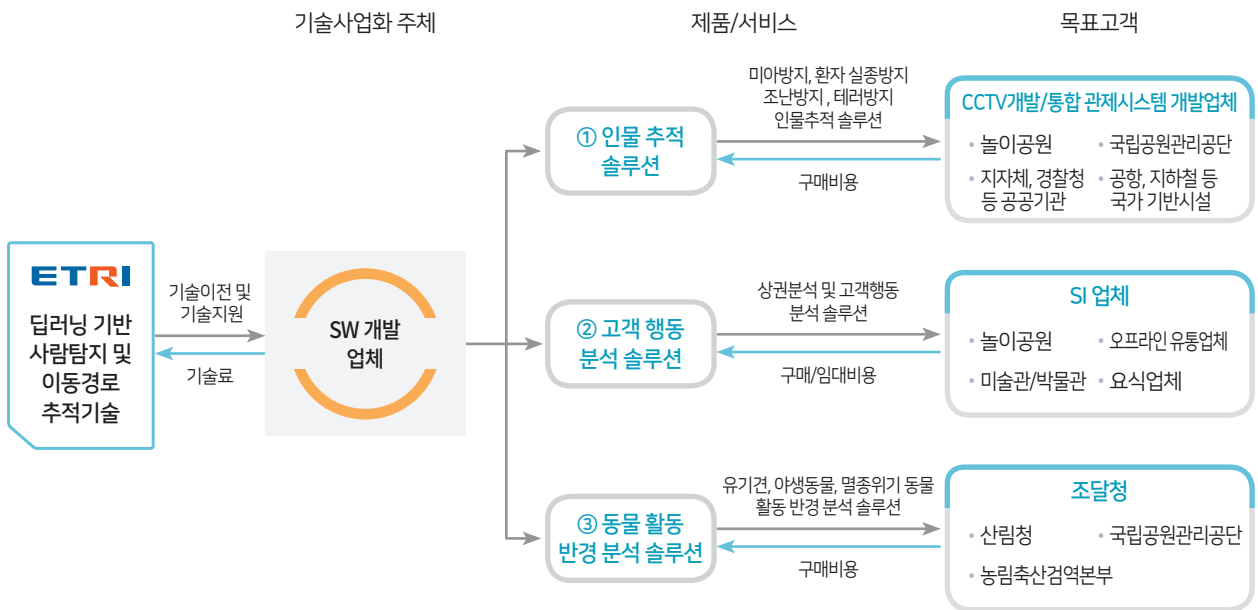 기술사업화 주체
제품/서비스
목표고객
ETRI
딥러닝 기반
사람탐지 및
이동경로
추적기술
기술이전 및
기술지원
기술료
SW 개발
업체
① 인물 추적
솔루션
미아방지, 환자 실종방지
조난방지 , 테러방지
인물추적 솔루션
구매비용
CCTV개발/통합 관제시스템 개발업체
• 놀이공원 • 국립공원관리공단
• 지자체, 경찰청 • 공항, 지하철 등
등 공공기관 국가 기반시설
② 고객 행동
분석 솔루션
상권분석 및 고객행동
분석 솔루션
구매/임대비용
SI 업체
• 놀이공원 • 오프라인 유통업체
• 미술관/박물관 • 요식업체
③ 동물 활동
반경 분석 솔루션
유기견, 야생동물, 멸종위기 동물
활동 반경 분석 솔루션
구매비용
조달청
• 산림청 • 국립공원관리공단
• 농림축산검역본부